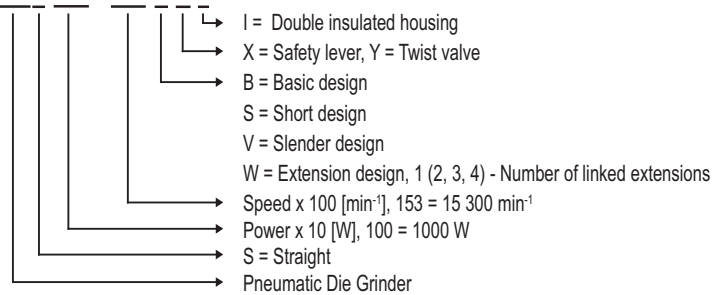 I = Double insulated housing
X = Safety lever, Y = Twist valve
B = Basic design
S = Short design
V = Slender design
W = Extension design, 1 (2, 3, 4) - Number of linked extensions
Speed x 100 [min⁻¹], 153 = 15 300 min⁻¹
Power x 10 [W], 100 = 1000 W
S = Straight
Pneumatic Die Grinder